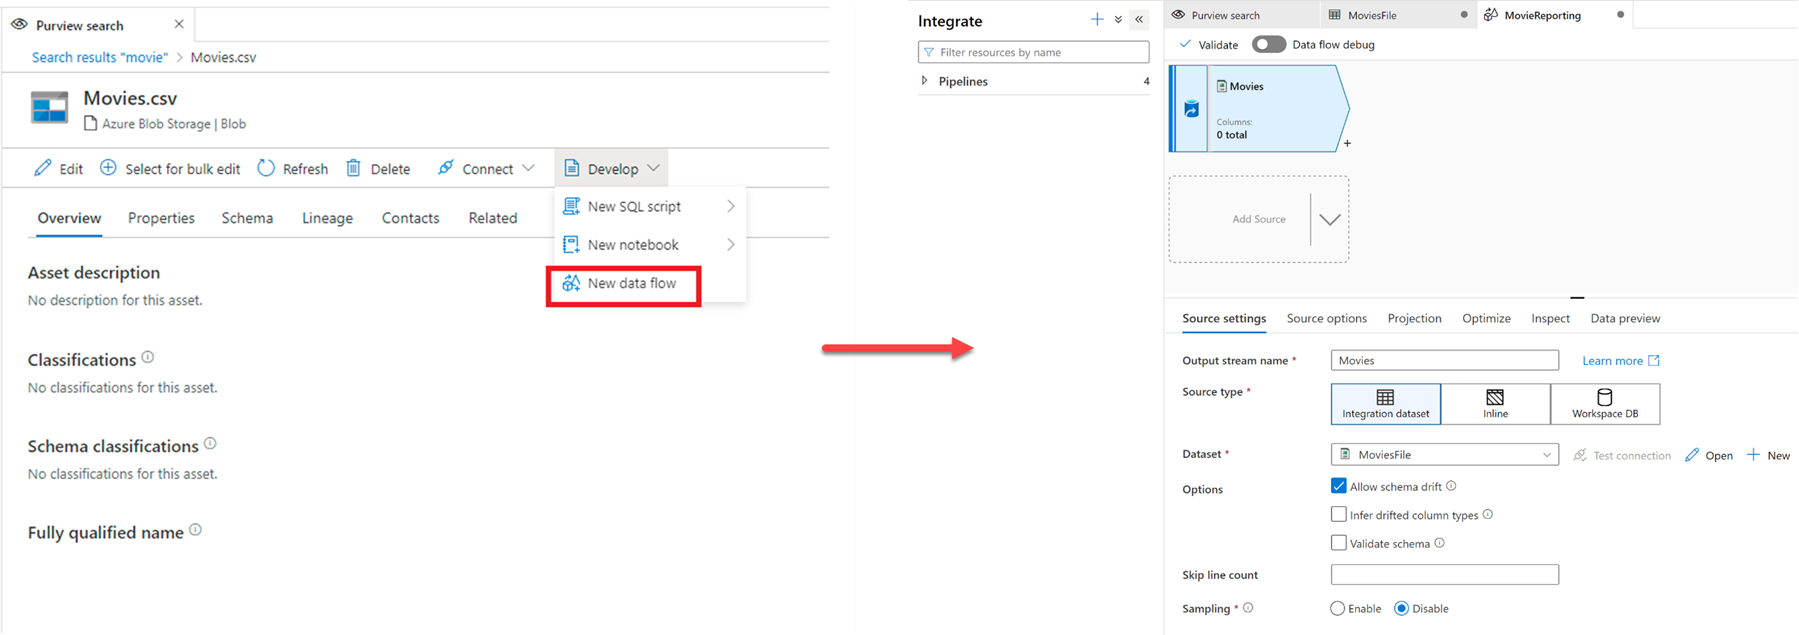 Purview search
Search results "movie" > Movies.csv
Movies.csv
Azure Blob Storage | Blob
Edit Select for bulk edit Refresh Delete Connect Develop
New SQL script
New notebook
New data flow
Overview Properties Schema Lineage Contacts Related
Asset description
No description for this asset.
Classifications
No classifications for this asset.
Schema classifications
No classifications for this asset.
Fully qualified name
Integrate
Filter resources by name
Pipelines 4
Purview search MoviesFile MovieReporting
Validate Data flow debug
Movies
Columns:
0 total
+
Add Source
Source settings Source options Projection Optimize Inspect Data preview
Output stream name * Movies Learn more
Source type * Integration dataset Inline Workspace DB
Dataset * MoviesFile Test connection Open New
Options Allow schema drift
Infer drifted column types
Validate schema
Skip line count
Sampling * Enable Disable